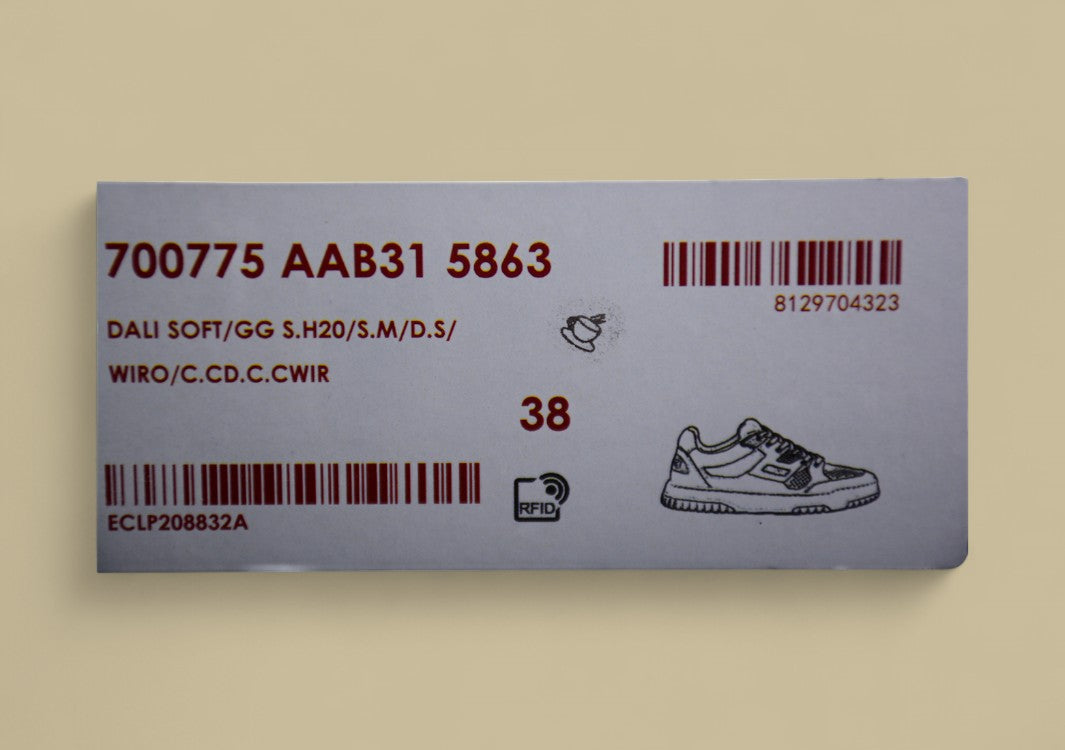 700775 AAB31 5863
8129704323
DALI SOFT/GG S.H20/S.M/D.S/
WIRO/C.CD.C.CWIR
38
ECLP208832A
RFID